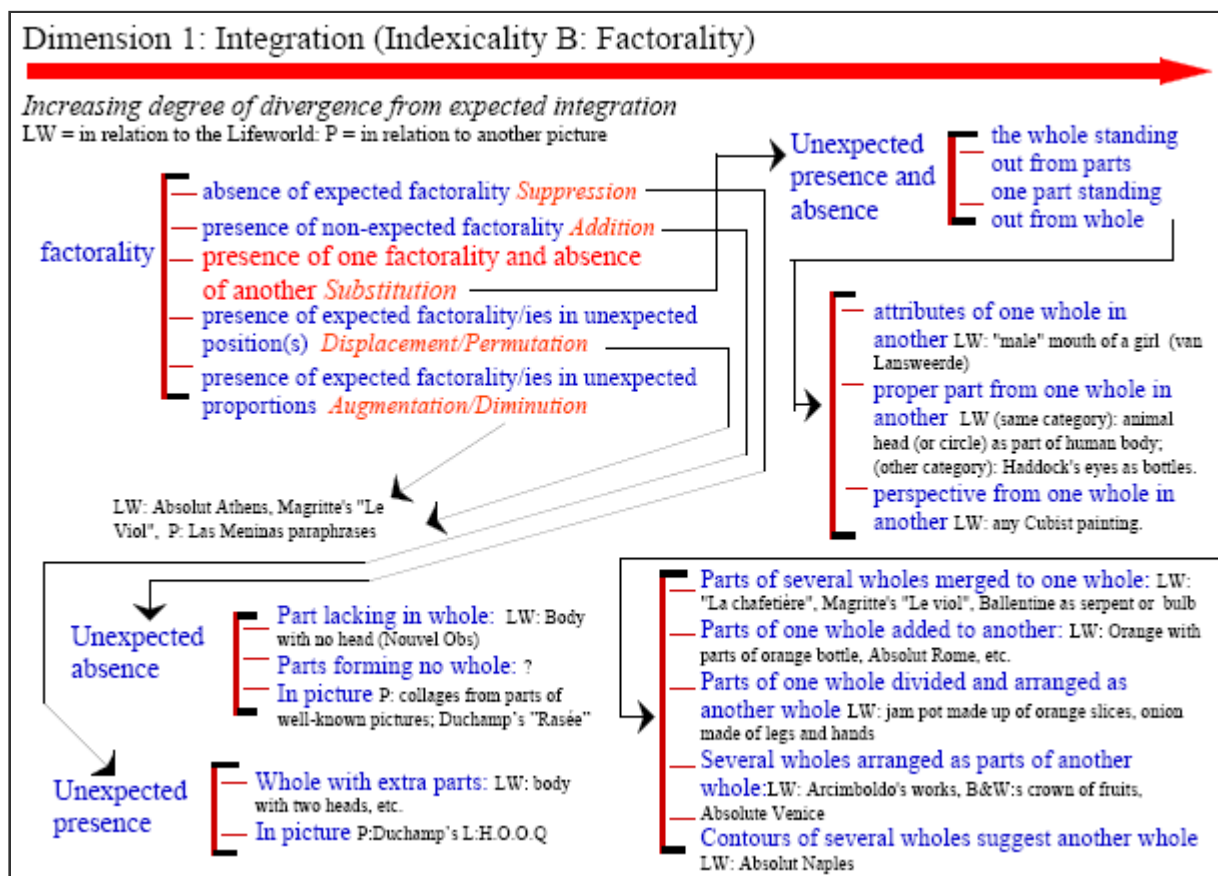 Dimension 1: Integration (Indexicality B: Factorality)
Increasing degree of divergence from expected integration
LW = in relation to the Lifeworld: P = in relation to another picture
factorality
absence of expected factorality Suppression
presence of non-expected factorality Addition
presence of one factorality and absence
of another Substitution
presence of expected factorality/ies in unexpected
position(s) Displacement/Permutation
presence of expected factorality/ies in unexpected
proportions Augmentation/Diminution
Unexpected
presence and
absence
the whole standing
out from parts
one part standing
out from whole
attributes of one whole in
another LW: "male" mouth of a girl (van
Lansweerde)
proper part from one whole in
another LW (same category): animal
head (or circle) as part of human body;
(other category): Haddock's eyes as bottles.
perspective from one whole in
another LW: any Cubist painting.
LW: Absolut Athens, Magritte's "Le
Viol", P: Las Meninas paraphrases
Unexpected
absence
Part lacking in whole: LW: Body
with no head (Nouvel Obs)
Parts forming no whole: ?
In picture P: collages from parts of
well-known pictures; Duchamp's "Rasée"
Unexpected
presence
Whole with extra parts: LW: body
with two heads, etc.
In picture P:Duchamp's L:H.O.O.Q
Parts of several wholes merged to one whole: LW:
"La chafetière", Magritte's "Le viol", Ballentine as serpent or bulb
Parts of one whole added to another: LW: Orange with
parts of orange bottle, Absolut Rome, etc.
Parts of one whole divided and arranged as
another whole LW: jam pot made up of orange slices, onion
made of legs and hands
Several wholes arranged as parts of another
whole:LW: Arcimboldo's works, B&W:s crown of fruits,
Absolute Venice
Contours of several wholes suggest another whole
LW: Absolut Naples